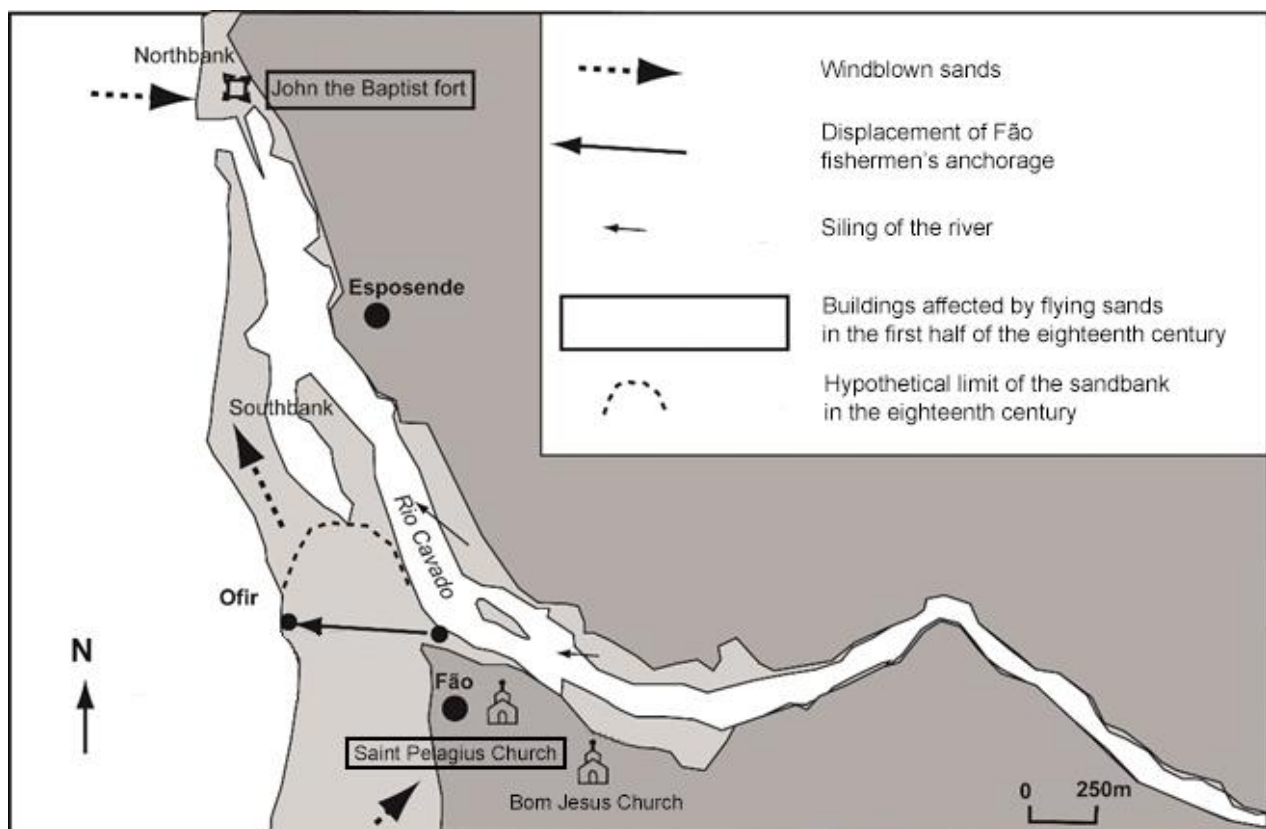 Northbank
John the Baptist fort
Esposende
Southbank
Rio Cavado
Ofir
N
Fão
Saint Pelagius Church
Bom Jesus Church
0 250m
Windblown sands
Displacement of Fão
fishermen's anchorage
Siling of the river
Buildings affected by flying sands
in the first half of the eighteenth century
Hypothetical limit of the sandbank
in the eighteenth century